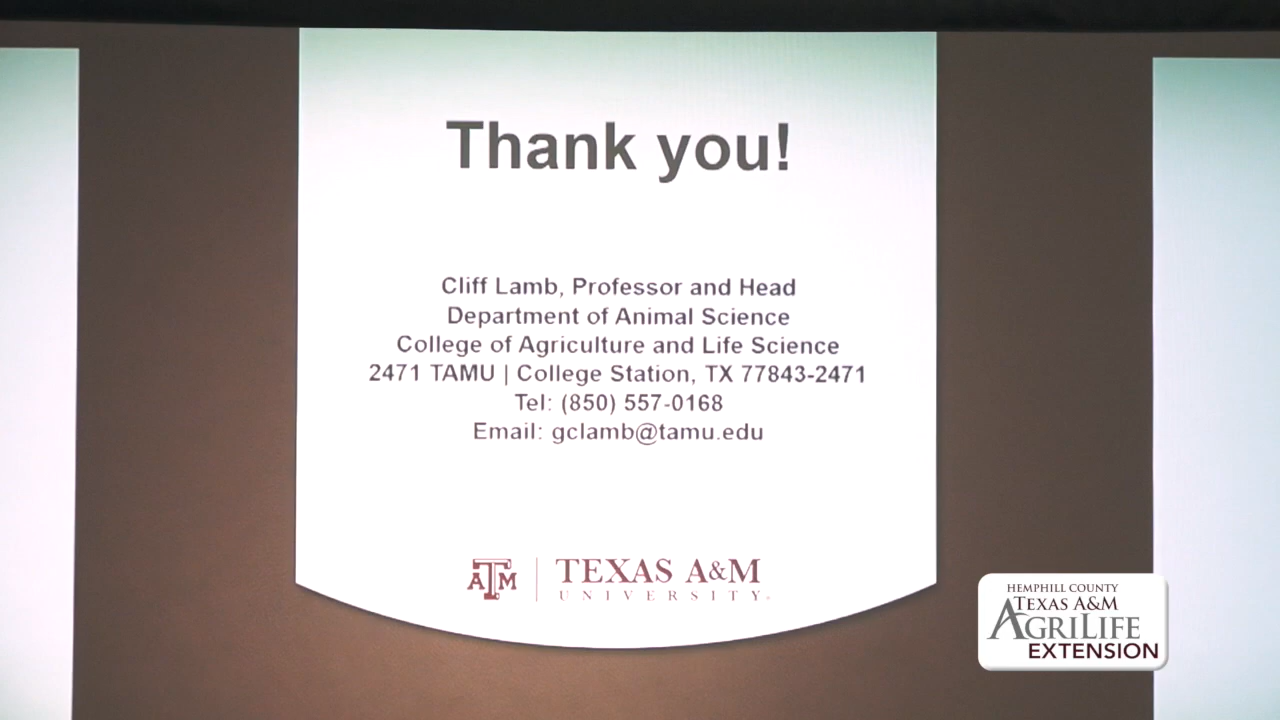 Thank you!
Cliff Lamb, Professor and Head
Department of Animal Science
College of Agriculture and Life Science
2471 TAMU | College Station, TX 77843-2471
Tel: (850) 557-0168
Email: gclamb@tamu.edu
ATM
TEXAS A&M
UNIVERSITY
HEMPHILL COUNTY
TEXAS A&M
AGRILIFE
EXTENSION